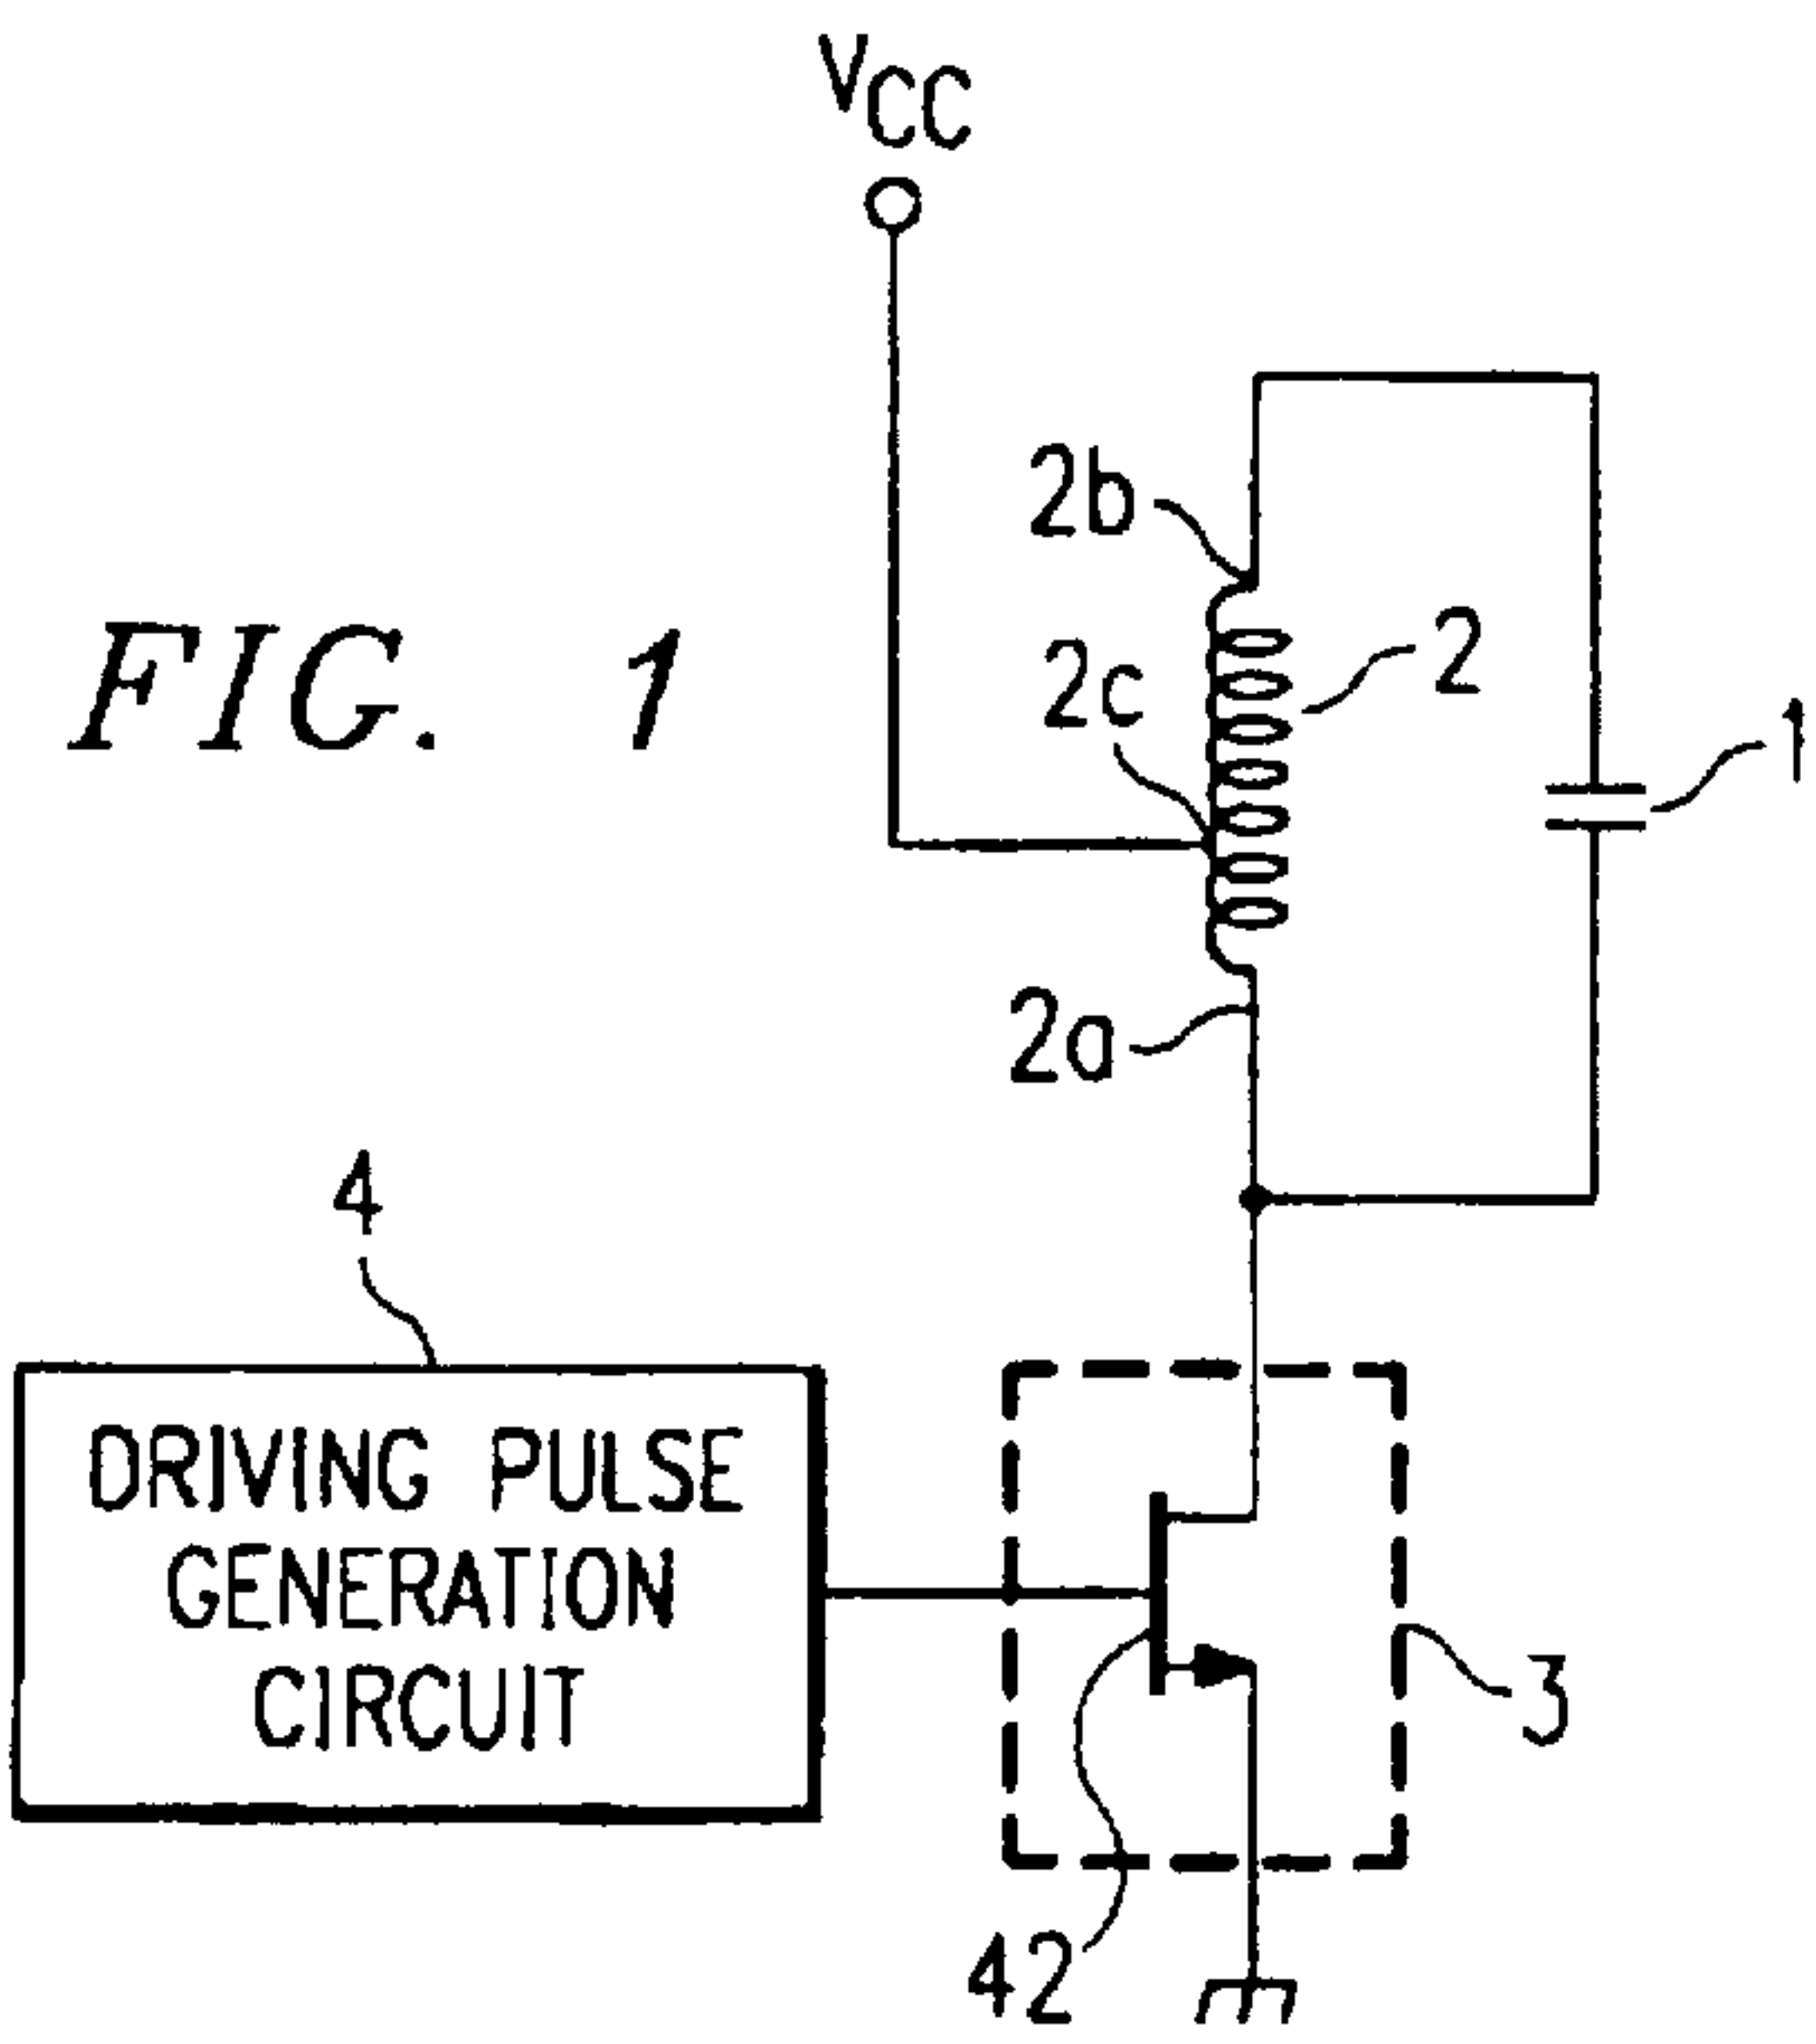 VCC
2b
2
2c
1
FIG. 1
2a
4
DRIVING PULSE
GENERATION
CIRCUIT
3
42